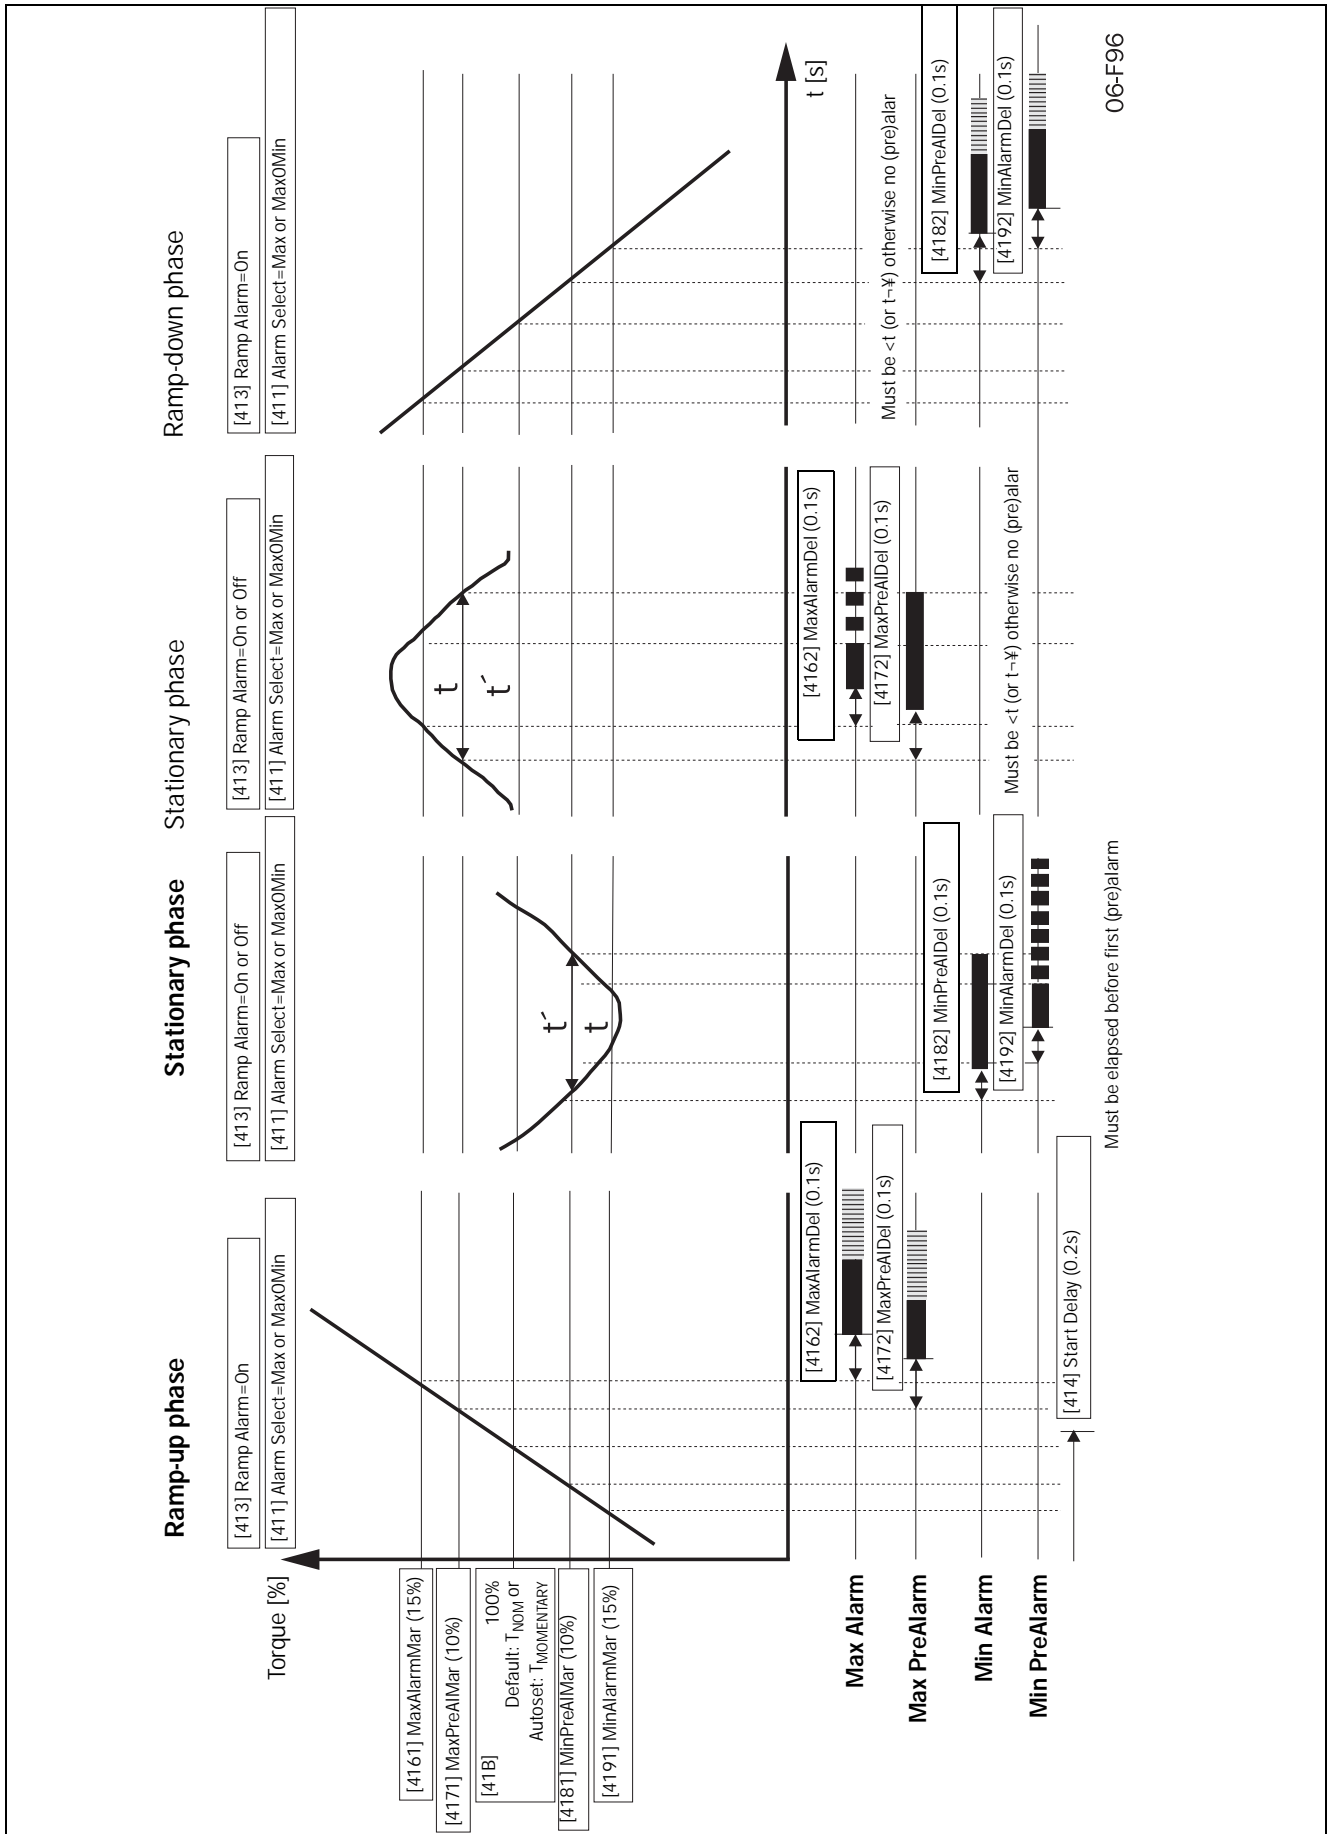 Ramp-up phase
Stationary phase
Stationary phase
Ramp-down phase
[413] Ramp Alarm=On
[411] Alarm Select=Max or Max0Min
[413] Ramp Alarm=On or Off
[411] Alarm Select=Max or Max0Min
[413] Ramp Alarm=On or Off
[411] Alarm Select=Max or Max0Min
[413] Ramp Alarm=On
[411] Alarm Select=Max or Max0Min
Torque [%]
[4161] MaxAlarmMar (15%)
[4171] MaxPreAlMar (10%)
[41B] 100%
Default: TNOM or
Autoset: TMOMENTARY
[4181] MinPreAlMar (10%)
[4191] MinAlarmMar (15%)
t´
t
t
t´
t [s]
[4162] MaxAlarmDel (0.1s)
[4162] MaxAlarmDel (0.1s)
Max Alarm
[4172] MaxPreAlDel (0.1s)
[4172] MaxPreAlDel (0.1s)
Must be <t (or t¬¥) otherwise no (pre)alar
Max PreAlarm
[4182] MinPreAlDel (0.1s)
[4182] MinPreAlDel (0.1s)
Min Alarm
[4192] MinAlarmDel (0.1s)
Must be <t (or t¬¥) otherwise no (pre)alar
[4192] MinAlarmDel (0.1s)
Min PreAlarm
[414] Start Delay (0.2s)
Must be elapsed before first (pre)alarm
06-F96